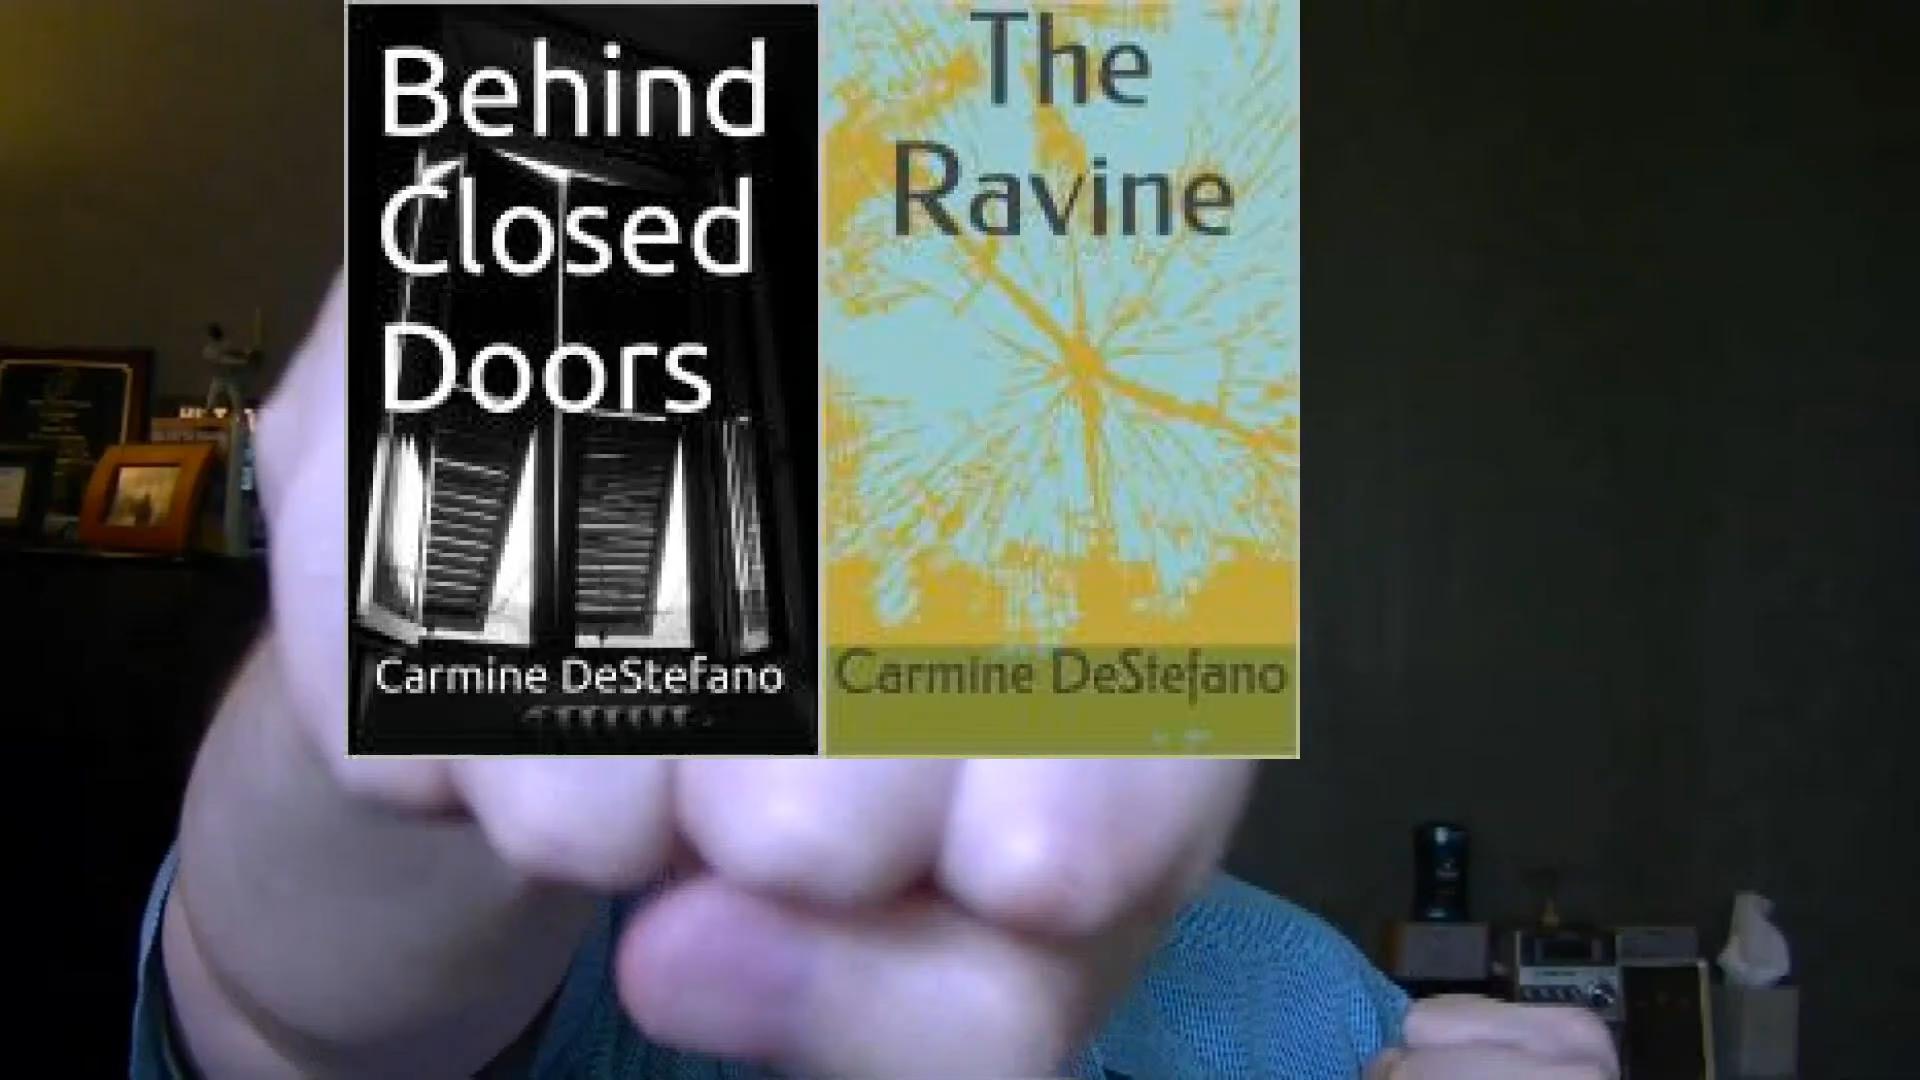 Behind
Closed
Doors
Carmine DeStefano
The
Ravine
Carmine DeStefano